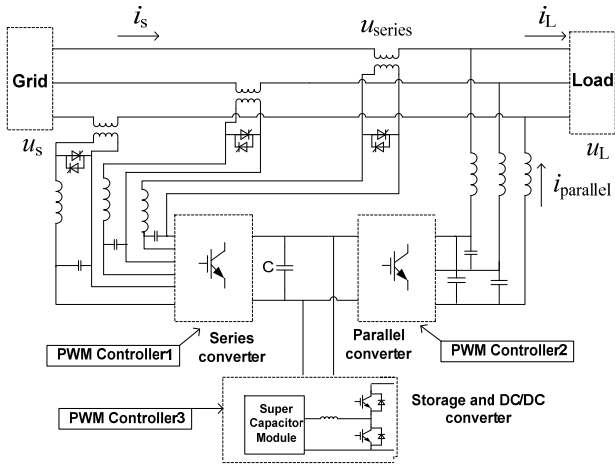 i_s
u_series
i_L
Grid
Load
u_s
u_L
i_parallel
C
Series
converter
Parallel
converter
PWM Controller1
PWM Controller2
PWM Controller3
Super
Capacitor
Module
Storage and DC/DC
converter